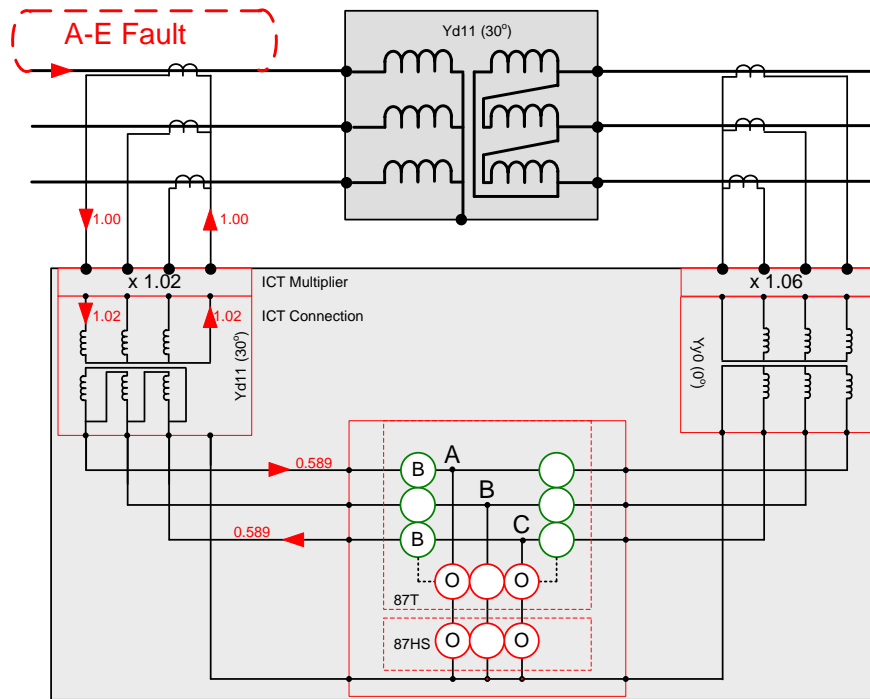 A-E Fault
Yd11 (30°)
1.00
1.00
x 1.02
ICT Multiplier
x 1.06
1.02
1.02
ICT Connection
Yd11 (30°)
Yy0 (0°)
0.589
B
A
B
0.589
B
C
O
O
87T
87HS
O
O